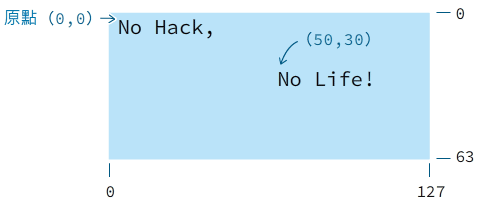 原點 (0,0)
0
No Hack,
(50,30)
No Life!
63
0
127